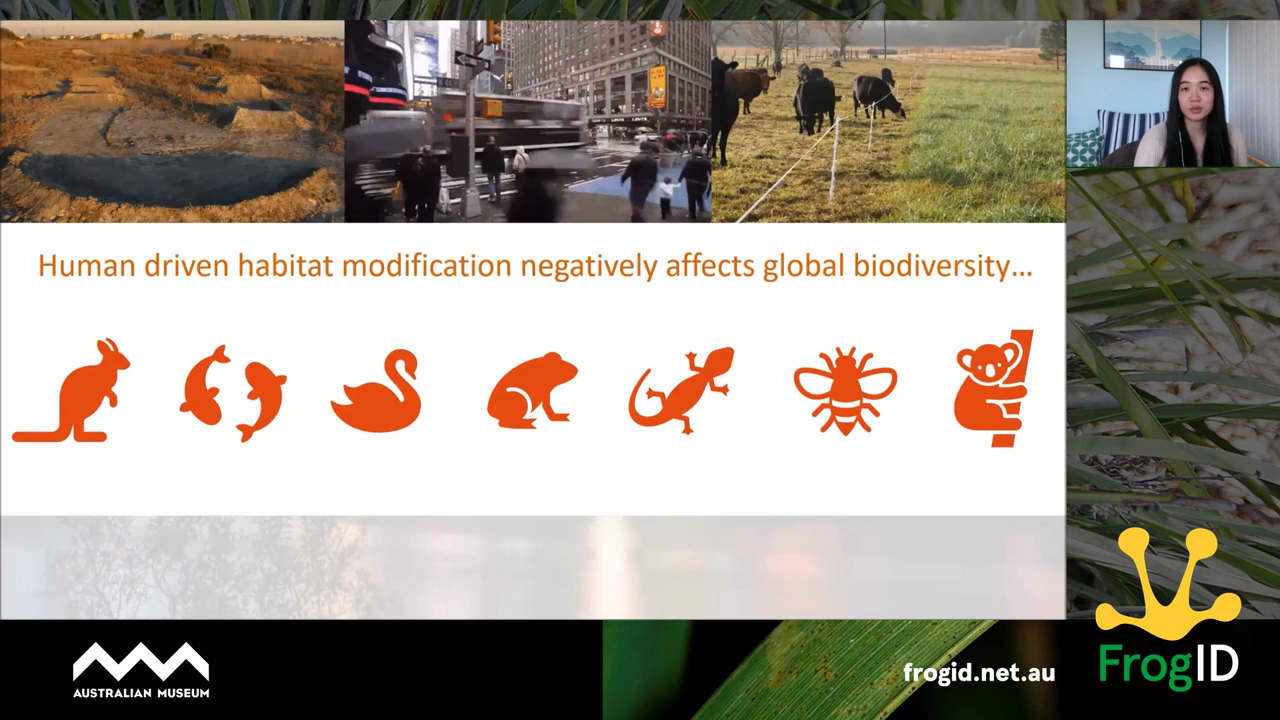 Human driven habitat modification negatively affects global biodiversity...
AUSTRALIAN MUSEUM
frogid.net.au
FrogID